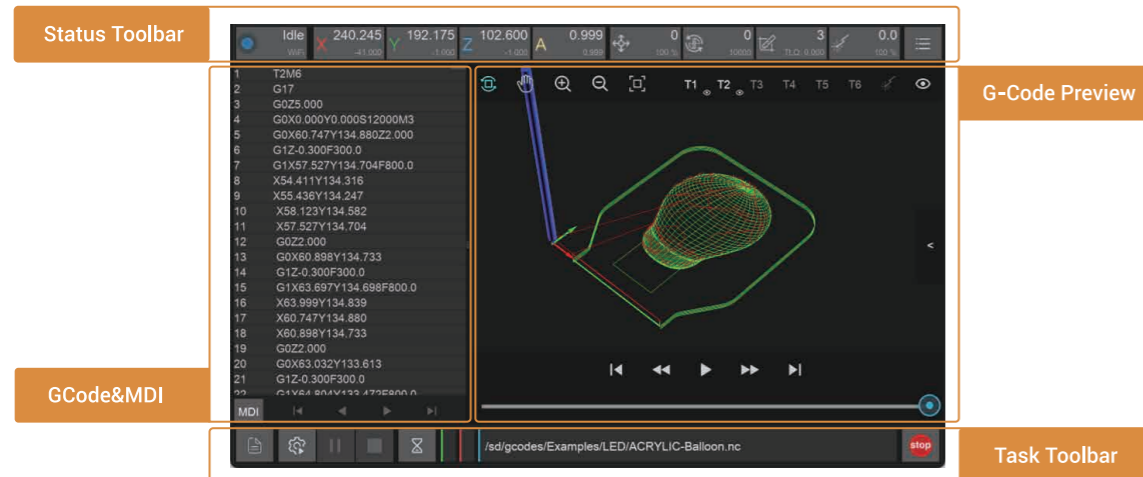 Status Toolbar
Idle 240.245 192.175 102.600 0.999 0 0 3 0.0
WiFi X -41.000 Y -1.000 Z -1.000 A 0.999 100 % 10000 TLO: 0.000 100 %
1 T2M6
2 G17
3 G0Z5.000
4 G0X0.000Y0.000S12000M3
5 G0X60.747Y134.880Z2.000
6 G1Z-0.300F300.0
7 G1X57.527Y134.704F800.0
8 X54.411Y134.316
9 X55.436Y134.247
10 X58.123Y134.582
11 X57.527Y134.704
12 G0Z2.000
13 G0X60.898Y134.733
14 G1Z-0.300F300.0
15 G1X63.697Y134.698F800.0
16 X63.999Y134.839
17 X60.747Y134.880
18 X60.898Y134.733
19 G0Z2.000
20 G0X63.032Y133.613
21 G1Z-0.300F300.0
22 G1X64.804Y133.472F800.0
MDI
T1 T2 T3 T4 T5 T6
<
G-Code Preview
GCode&MDI
/sd/gcodes/Examples/LED/ACRYLIC-Balloon.nc
stop
Task Toolbar